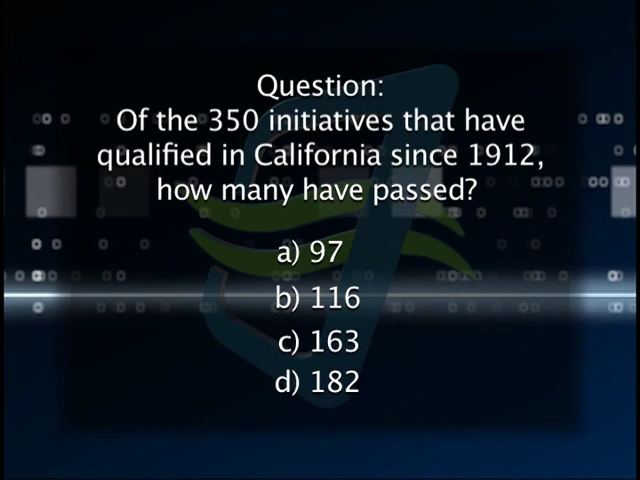 Question:
Of the 350 initiatives that have
qualified in California since 1912,
how many have passed?
a) 97
b) 116
c) 163
d) 182